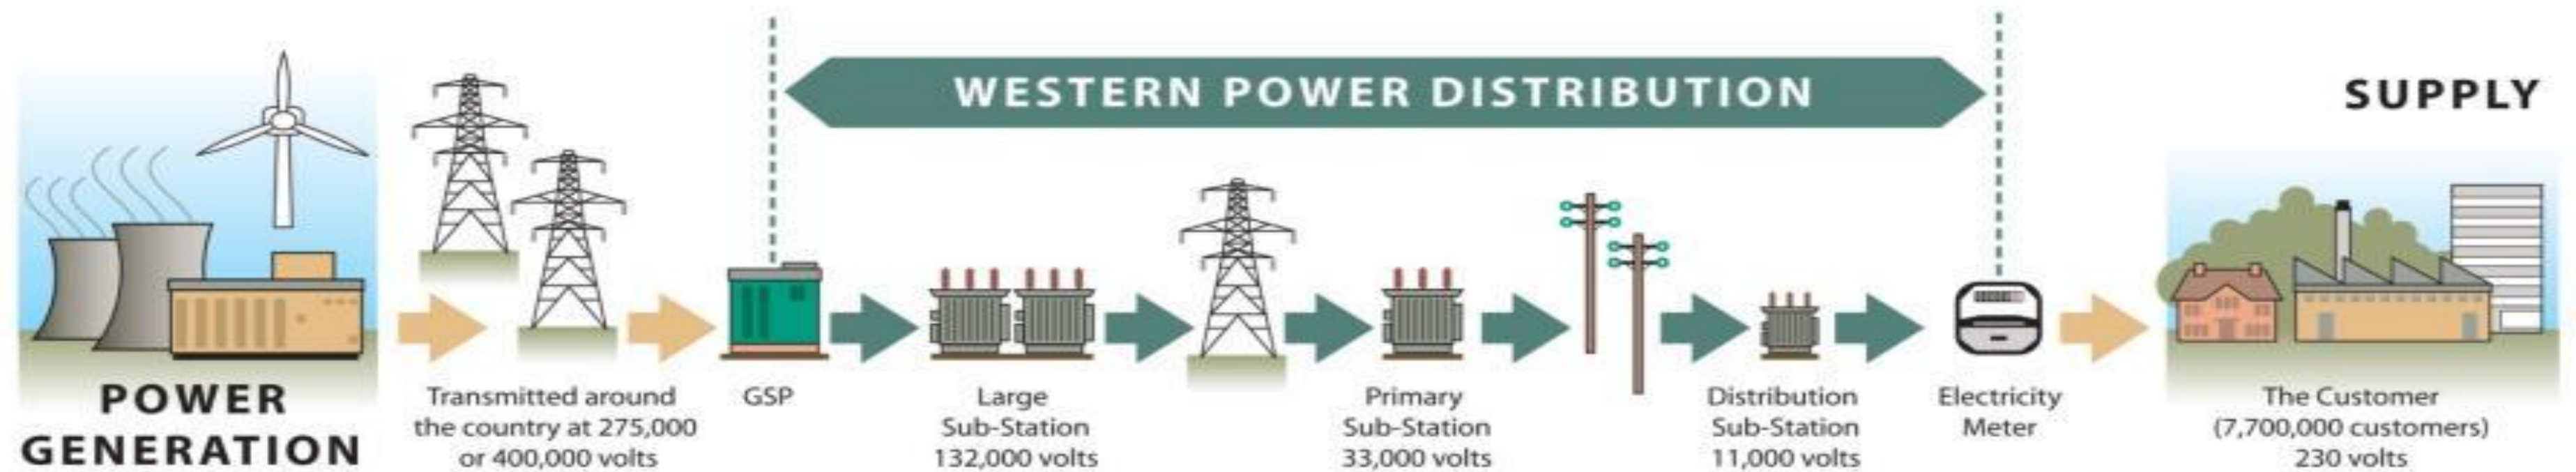 WESTERN POWER DISTRIBUTION
SUPPLY
POWER
GENERATION
Transmitted around
the country at 275,000
or 400,000 volts
GSP
Large
Sub-Station
132,000 volts
Primary
Sub-Station
33,000 volts
Distribution
Sub-Station
11,000 volts
Electricity
Meter
The Customer
(7,700,000 customers)
230 volts